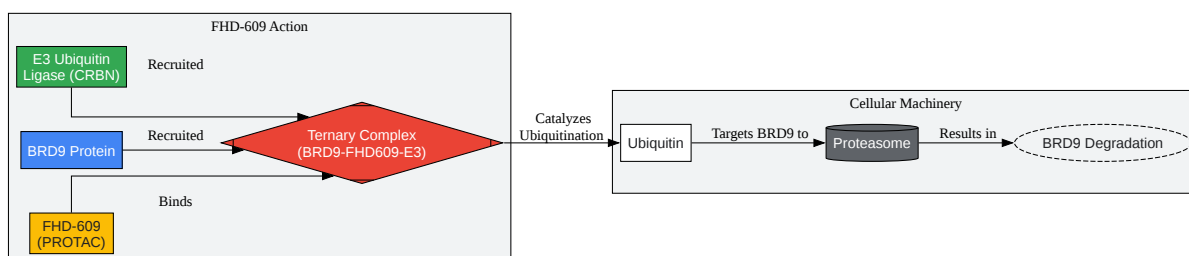 FHD-609 Action
E3 Ubiquitin
Ligase (CRBN)
Recruited
BRD9 Protein
Recruited
FHD-609
(PROTAC)
Binds
Ternary Complex
(BRD9-FHD609-E3)
Catalyzes
Ubiquitination
Cellular Machinery
Ubiquitin
Targets BRD9 to
Proteasome
Results in
BRD9 Degradation